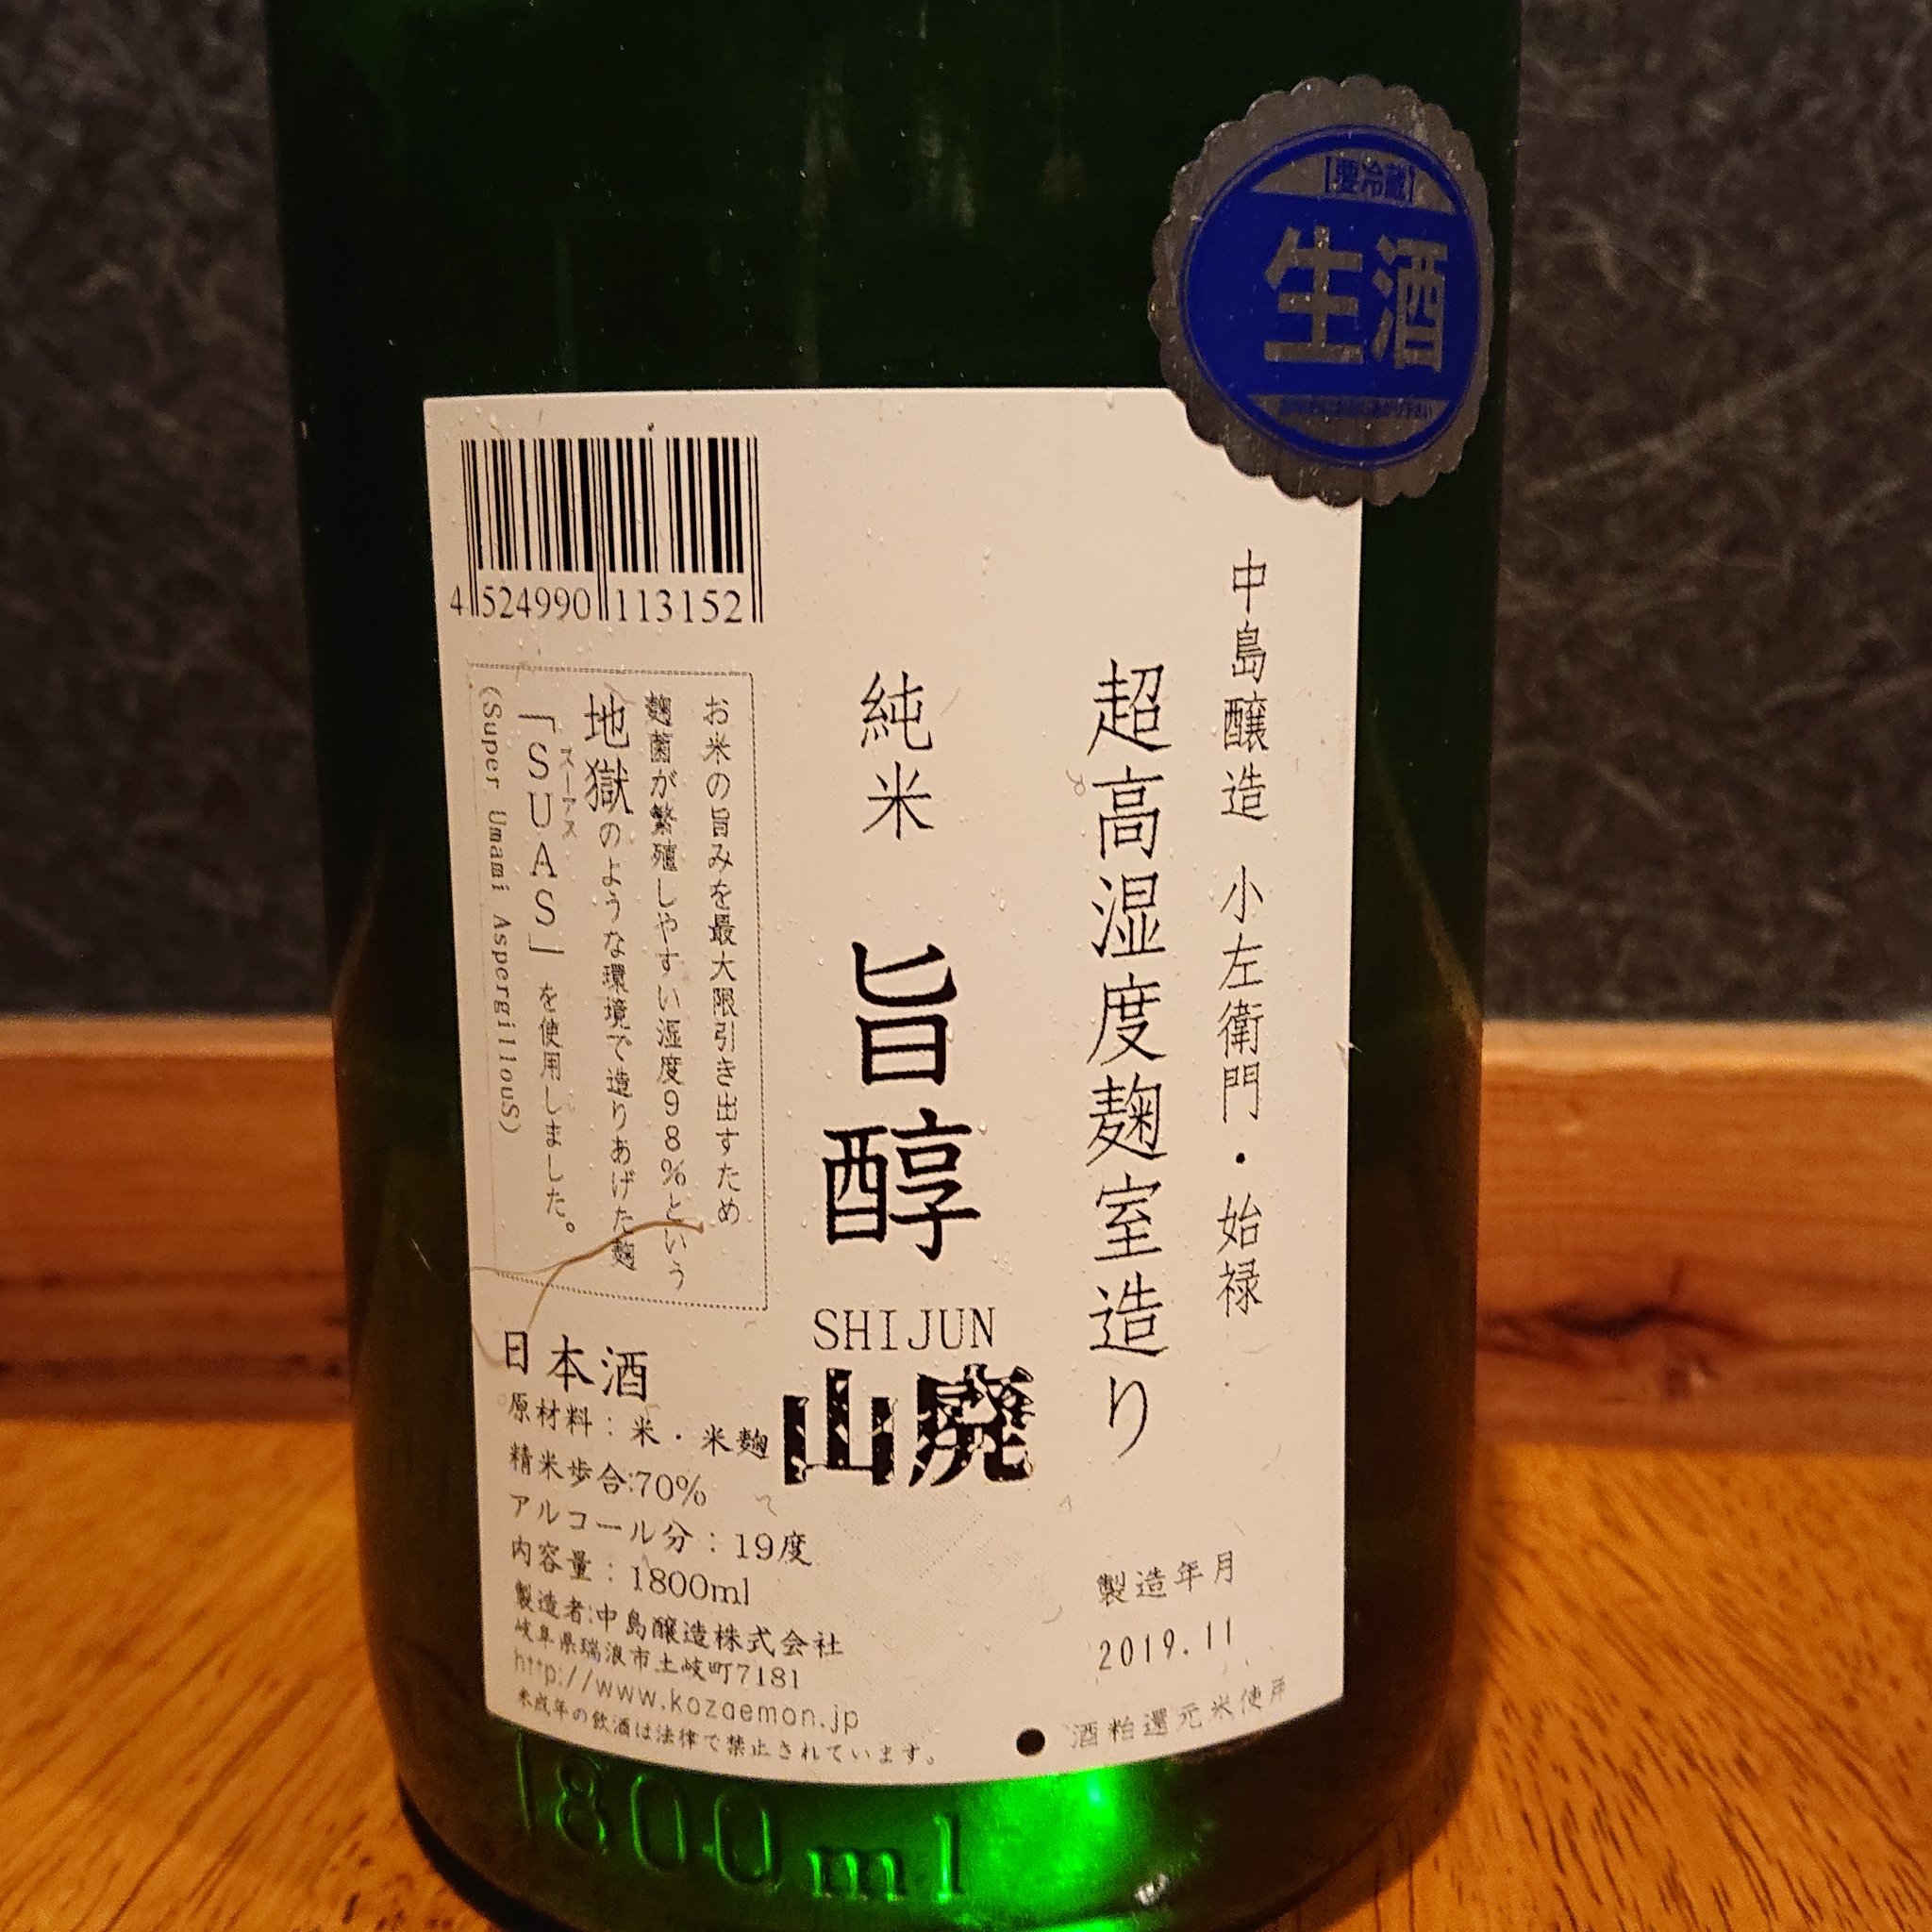 【要冷蔵】
生酒
中島醸造 小左衛門・始禄
超高湿度麹室造り
純米 旨醇
SHIJUN
山廃
4 524990 113152
お米の旨みを最大限引き出すため
麹菌が繁殖しやすい湿度98%という
地獄のような環境で造りあげた麹
スーアス
「SUAS」を使用しました。
(Super Umami AspergillouS)
日本酒
原材料：米・米麹
精米歩合:70%
アルコール分：19度
内容量：1800ml
製造者:中島醸造株式会社
岐阜県瑞浪市土岐町7181
http://www.kozaemon.jp
未成年の飲酒は法律で禁止されています。
製造年月
2019.11
●酒粕還元米使用
1800ml